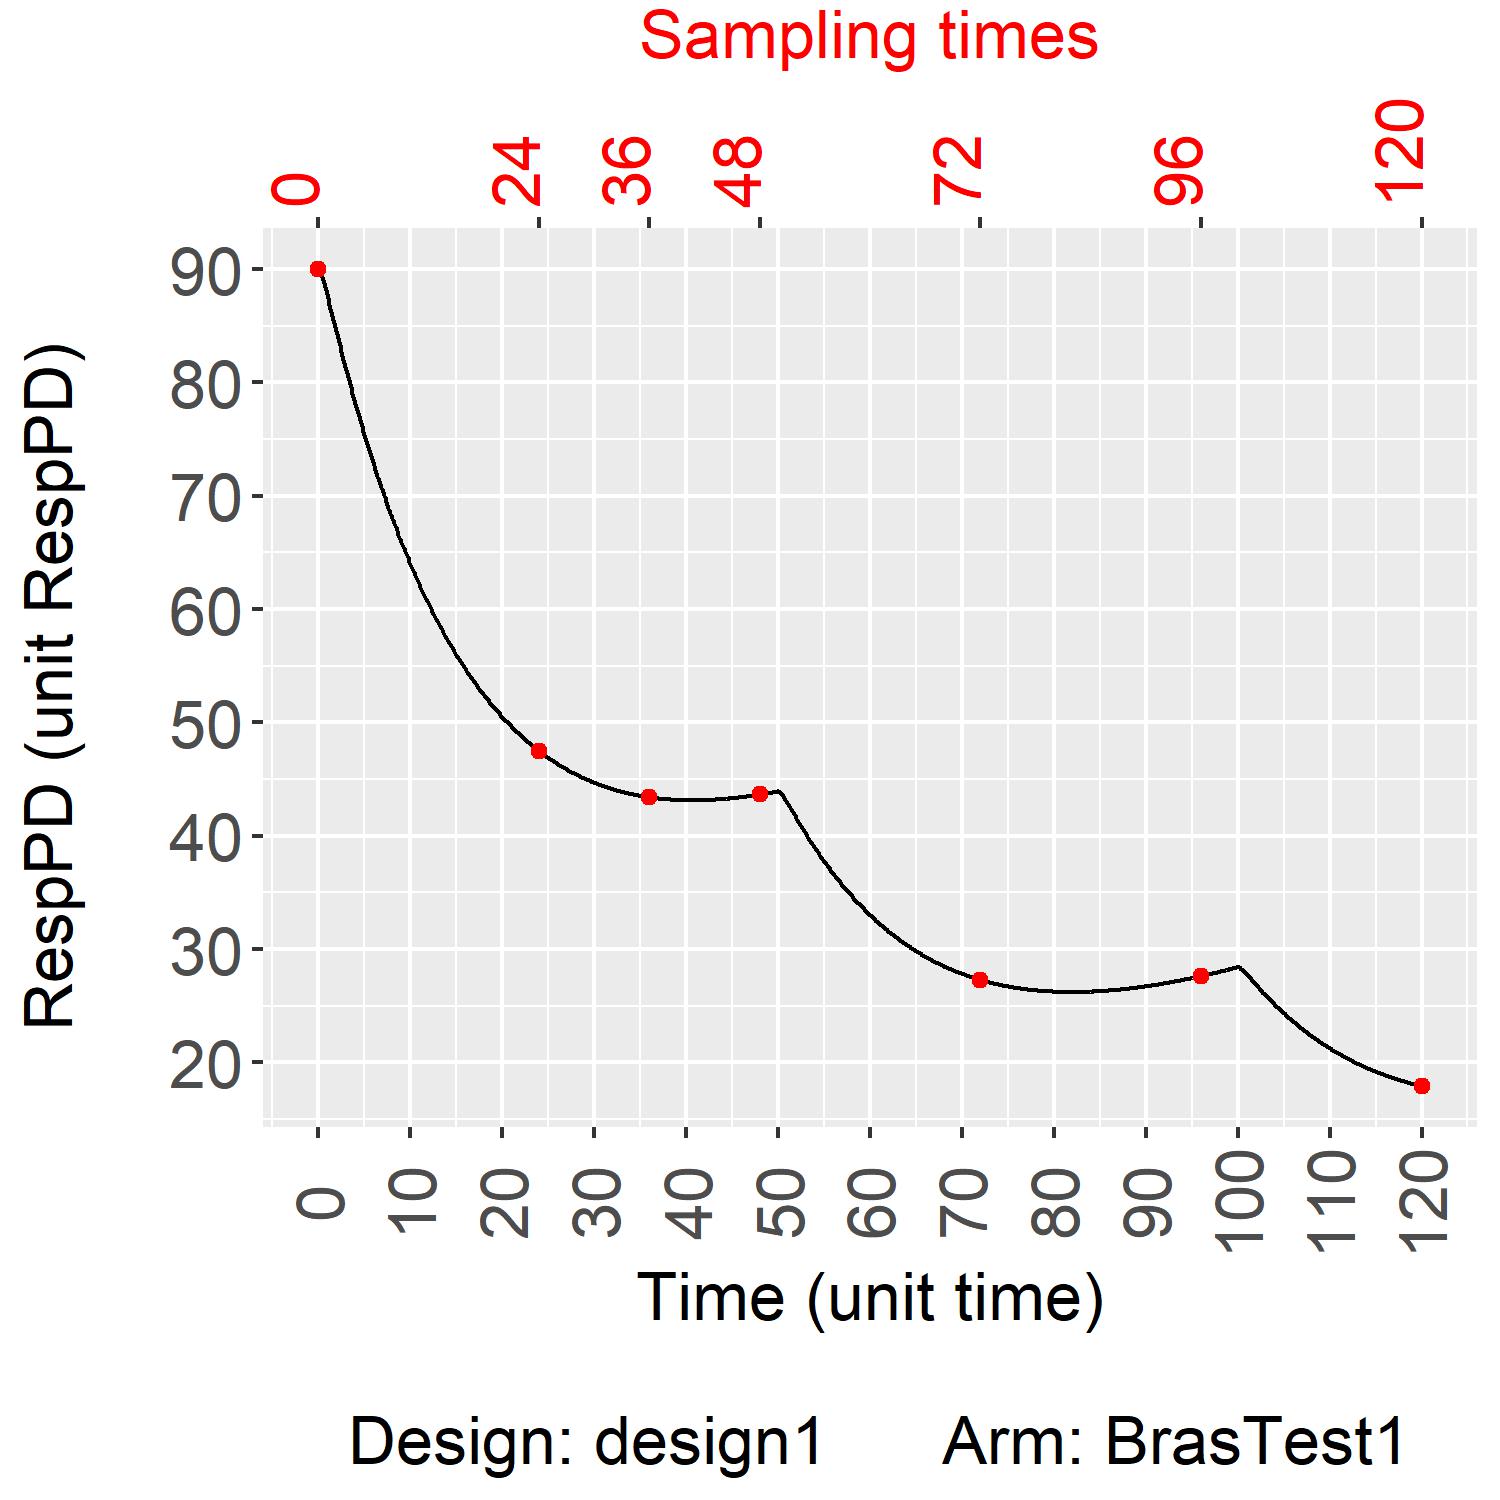 Sampling times
0 24 36 48 72 96 120
RespPD (unit RespPD)
90
80
70
60
50
40
30
20
0 10 20 30 40 50 60 70 80 90 100 110 120
Time (unit time)
Design: design1 Arm: BrasTest1